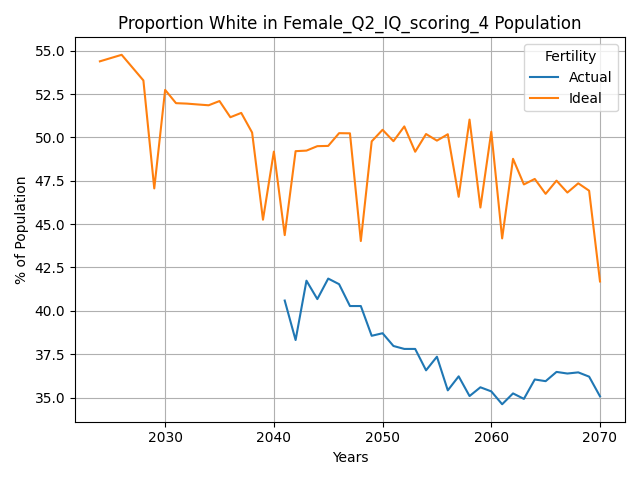 Proportion White in Female_Q2_IQ_scoring_4 Population
Fertility
Actual
Ideal
% of Population
55.0
52.5
50.0
47.5
45.0
42.5
40.0
37.5
35.0
2030
2040
2050
2060
2070
Years